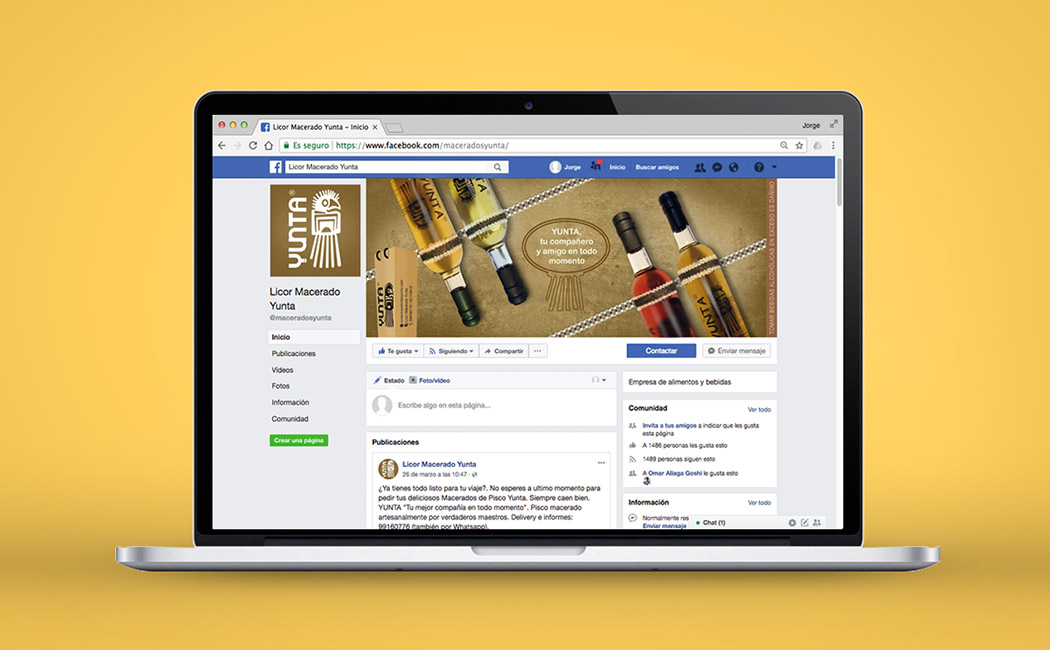 Licor Macerado Yunta – Inicio
Jorge
Es seguro
https://www.facebook.com/maceradosyunta/
Licor Macerado Yunta
Jorge
Inicio
Buscar amigos
YUNTA
YUNTA,
tu compañero
y amigo en todo
momento
YUNTA
YUNTA
YUNTA
TOMAR BEBIDAS ALCOHOLICAS EN EXCESO ES DAÑINO
Licor Macerado
Yunta
@maceradosyunta
Inicio
Publicaciones
Vídeos
Fotos
Información
Comunidad
Crear una página
Te gusta
Siguiendo
Compartir
Contactar
Enviar mensaje
Estado
Foto/vídeo
Escribe algo en esta página...
Publicaciones
Licor Macerado Yunta
26 de marzo a las 10:47
¿Ya tienes todo listo para tu viaje?. No esperes a ultimo momento para
pedir tus deliciosos Macerados de Pisco Yunta. Siempre caen bien.
YUNTA "Tu mejor compañía en todo momento". Pisco macerado
artesanalmente por verdaderos maestros. Delivery e informes:
99160776 (también por Whatsapp).
Empresa de alimentos y bebidas
Comunidad
Ver todo
Invita a tus amigos a indicar que les gusta
esta página
A 1486 personas les gusta esto
1489 personas siguen esto
A Omar Aliaga Goshi le gusta esto
Información
Ver todo
Normalmente res
Enviar mensaje
Chat (1)